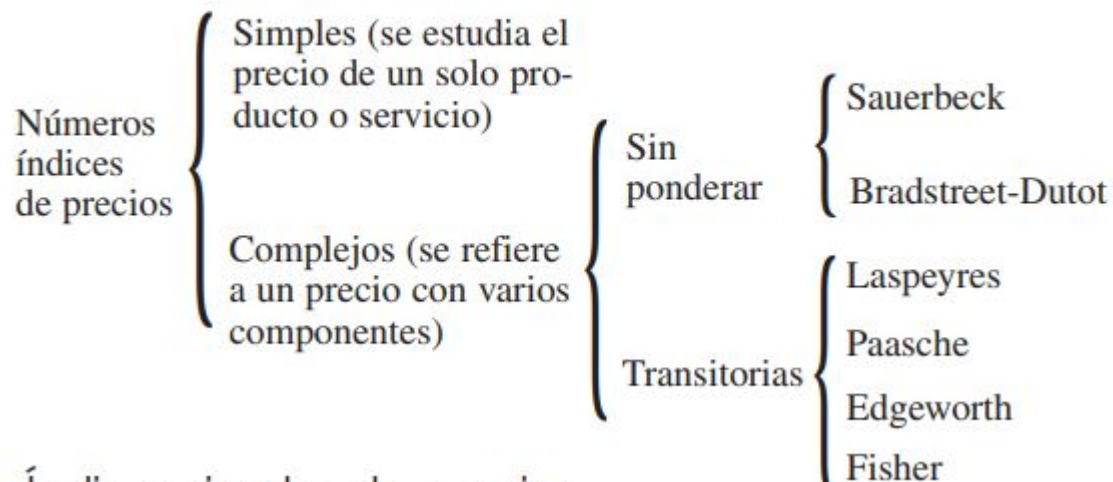 Números
índices
de precios
Simples (se estudia el
precio de un solo pro-
ducto o servicio)
Complejos (se refiere
a un precio con varios
componentes)
Sin
ponderar
Sauerbeck
Bradstreet-Dutot
Transitorias
Laspeyres
Paasche
Edgeworth
Fisher